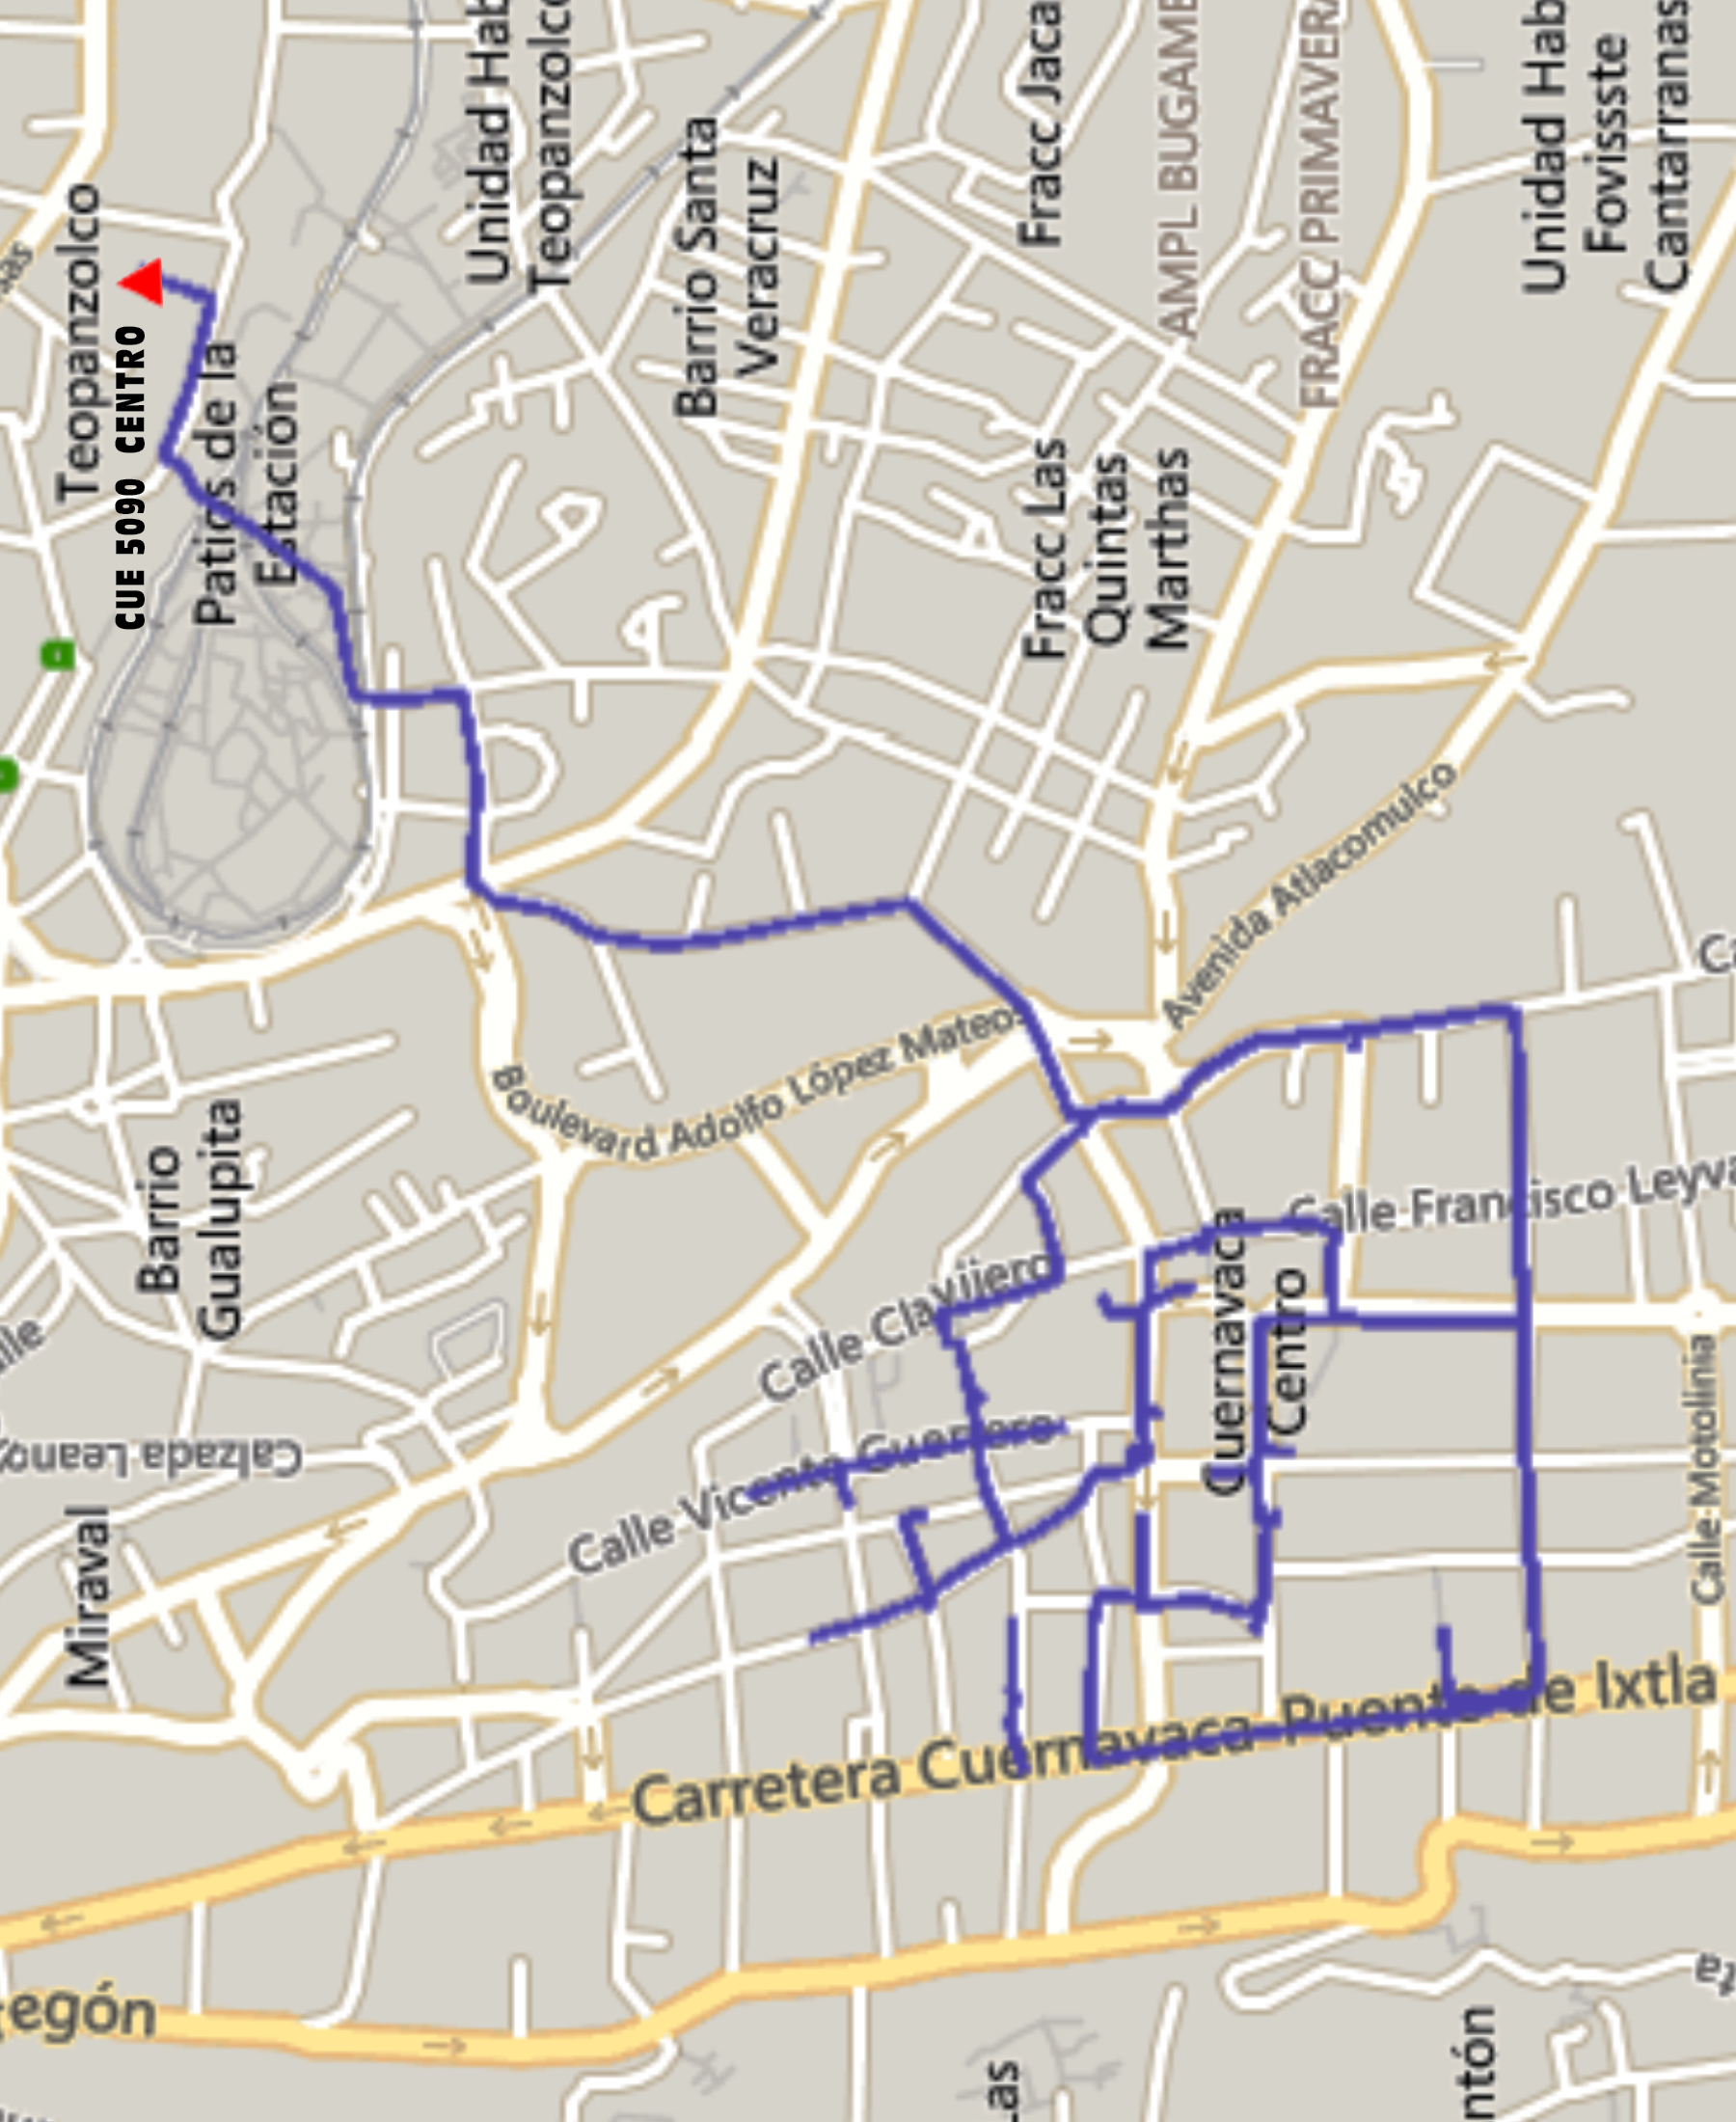 Teopanzolco
CUE 5090 CENTRO
Patios de la
Estación
Unidad Hab
Teopanzolco
Barrio Santa
Veracruz
Fracc Jaca
AMPL BUGAMB
FRACC PRIMAVERA
Unidad Hab
Fovissste
Cantarranas
Fracc Las
Quintas
Marthas
Avenida Atlacomulco
Boulevard Adolfo López Mateos
Barrio
Gualupita
Calle Francisco Leyva
Calle Clavijero
Cuernavaca
Centro
Calle Vicente Guerrero
Calzada Leand
Miraval
Calle Motolinia
Carretera Cuernavaca-Puente de Ixtla
egón
Las
ntón